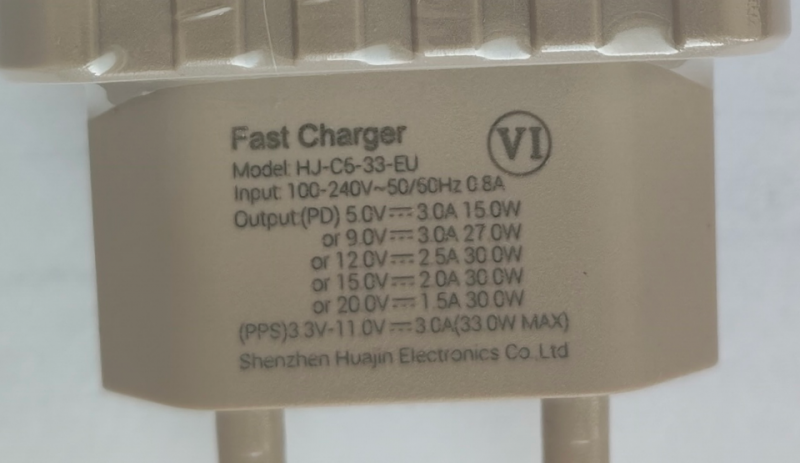 Fast Charger
VI
Model: HJ-C6-33-EU
Input: 100-240V~50/60Hz 0.8A
Output:(PD) 5.0V⎓3.0A 15.0W
or 9.0V⎓3.0A 27.0W
or 12.0V⎓2.5A 30.0W
or 15.0V⎓2.0A 30.0W
or 20.0V⎓1.5A 30.0W
(PPS)3.3V-11.0V⎓3.0A(33.0W MAX)
Shenzhen Huajin Electronics Co.,Ltd